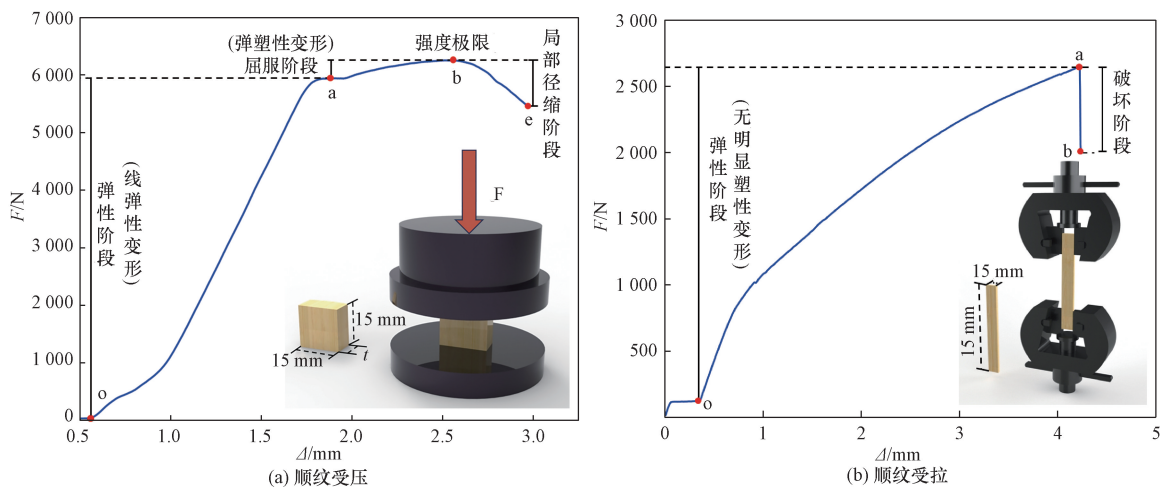 7 000
6 000
5 000
4 000
3 000
2 000
1 000
0
F/N
0.5
1.0
1.5
2.0
2.5
3.0
Δ/mm
(弹塑性变形)
屈服阶段
强度极限
局部径缩阶段
弹性阶段
(线弹性变形)
o
a
b
e
F
15 mm
15 mm
t
(a) 顺纹受压
3 000
2 500
2 000
1 500
1 000
500
F/N
0
1
2
3
4
5
Δ/mm
弹性阶段
(无明显塑性变形)
破坏阶段
o
a
b
15 mm
15 mm
(b) 顺纹受拉